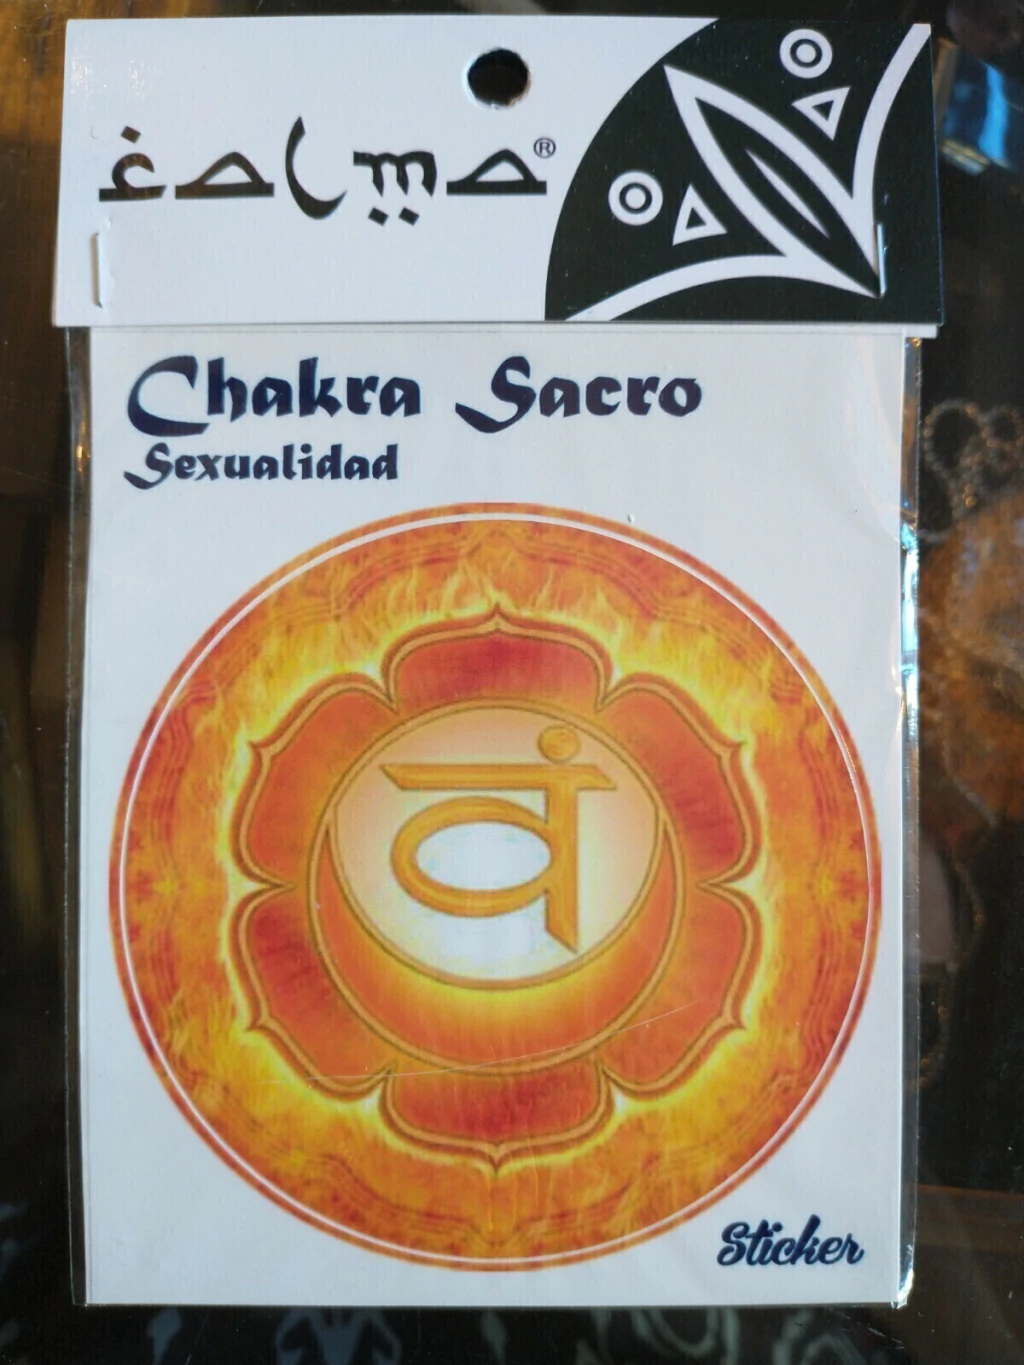 Calma®
Chakra Sacro
Sexualidad
वं
Sticker